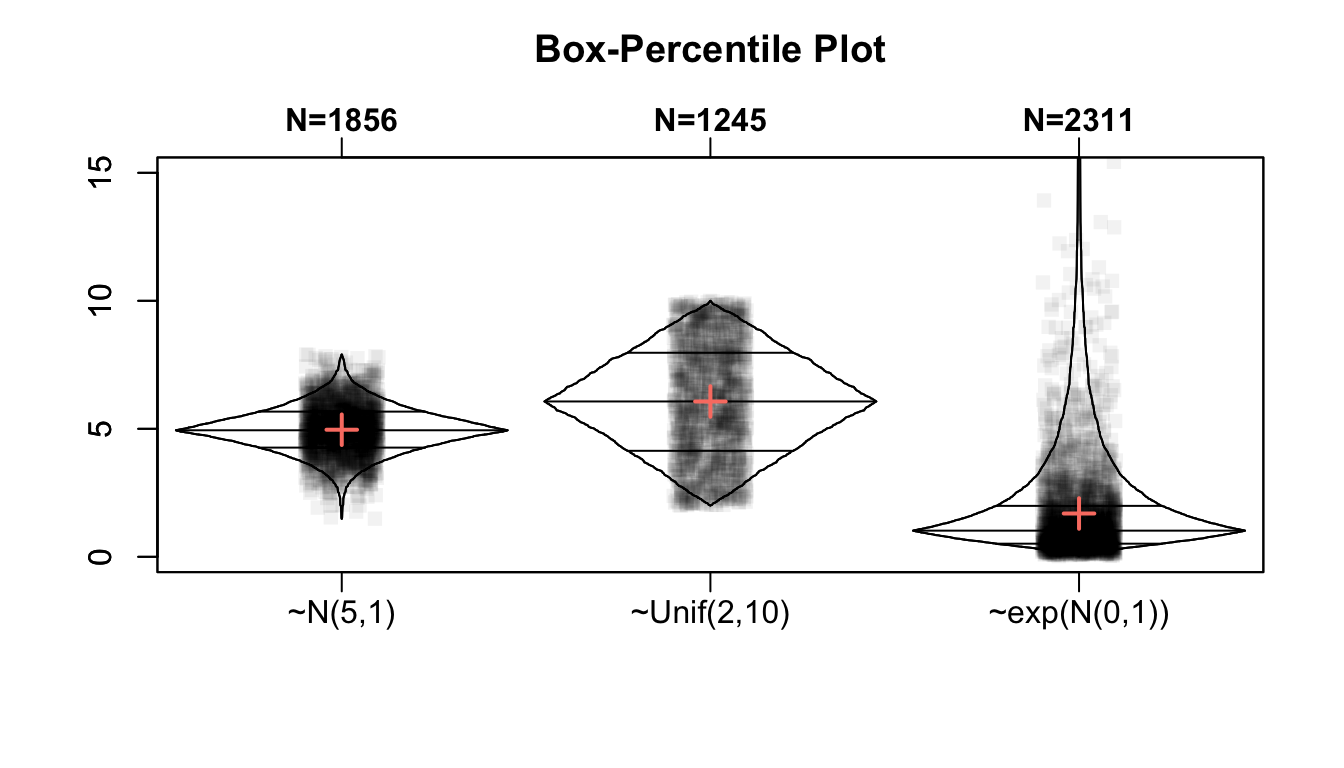 Box-Percentile Plot
N=1856 N=1245 N=2311
15
10
5
0
~N(5,1) ~Unif(2,10) ~exp(N(0,1))